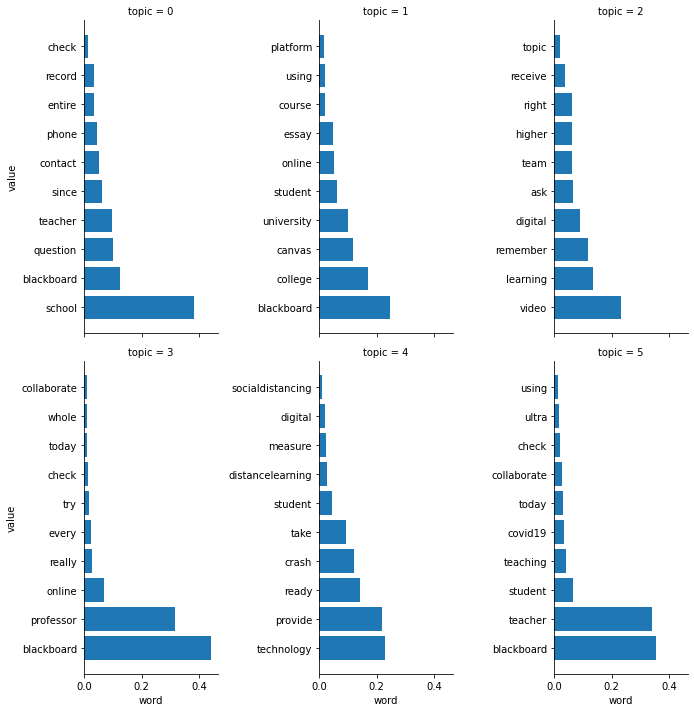 topic = 0
check
record
entire
phone
contact
since
teacher
question
blackboard
school
value
topic = 1
platform
using
course
essay
online
student
university
canvas
college
blackboard
topic = 2
topic
receive
right
higher
team
ask
digital
remember
learning
video
topic = 3
collaborate
whole
today
check
try
every
really
online
professor
blackboard
value
0.0 0.2 0.4
word
topic = 4
socialdistancing
digital
measure
distancelearning
student
take
crash
ready
provide
technology
0.0 0.2 0.4
word
topic = 5
using
ultra
check
collaborate
today
covid19
teaching
student
teacher
blackboard
0.0 0.2 0.4
word